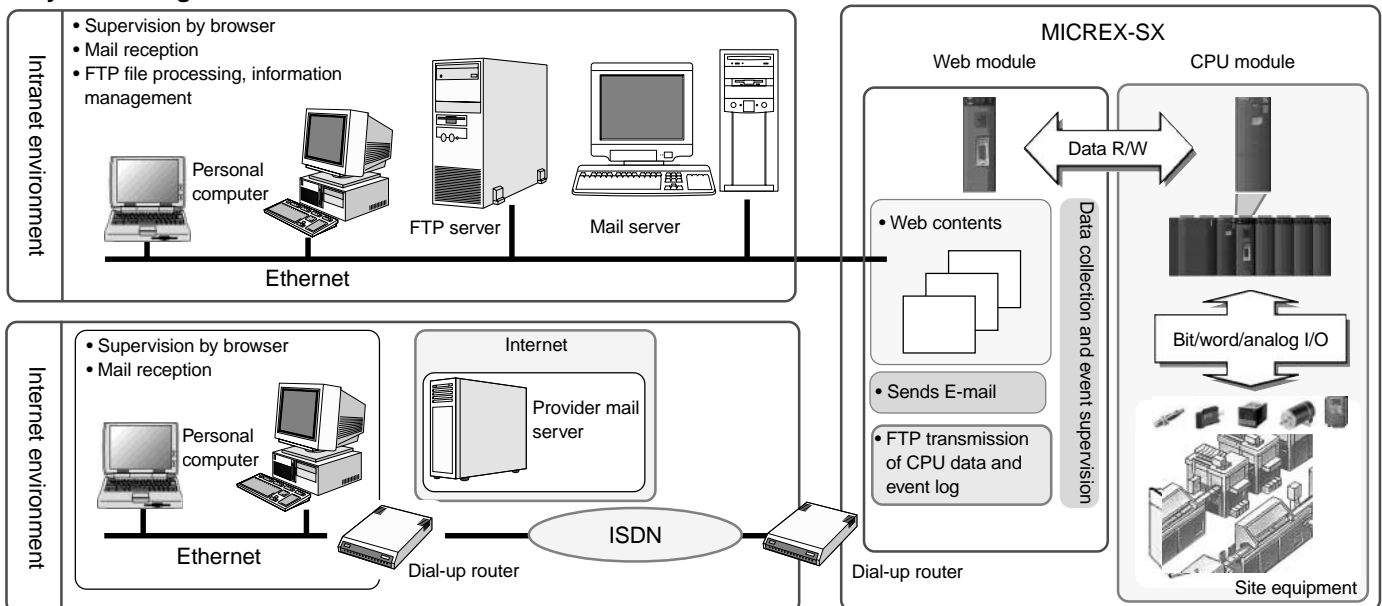 Intranet environment
• Supervision by browser
• Mail reception
• FTP file processing, information
management
Personal
computer
FTP server
Mail server
Ethernet
Internet environment
• Supervision by browser
• Mail reception
Personal
computer
Ethernet
Internet
Provider mail
server
Dial-up router
ISDN
Dial-up router
MICREX-SX
Web module
CPU module
Data R/W
• Web contents
• Sends E-mail
• FTP transmission
of CPU data and
event log
Data collection and event supervision
Bit/word/analog I/O
Site equipment